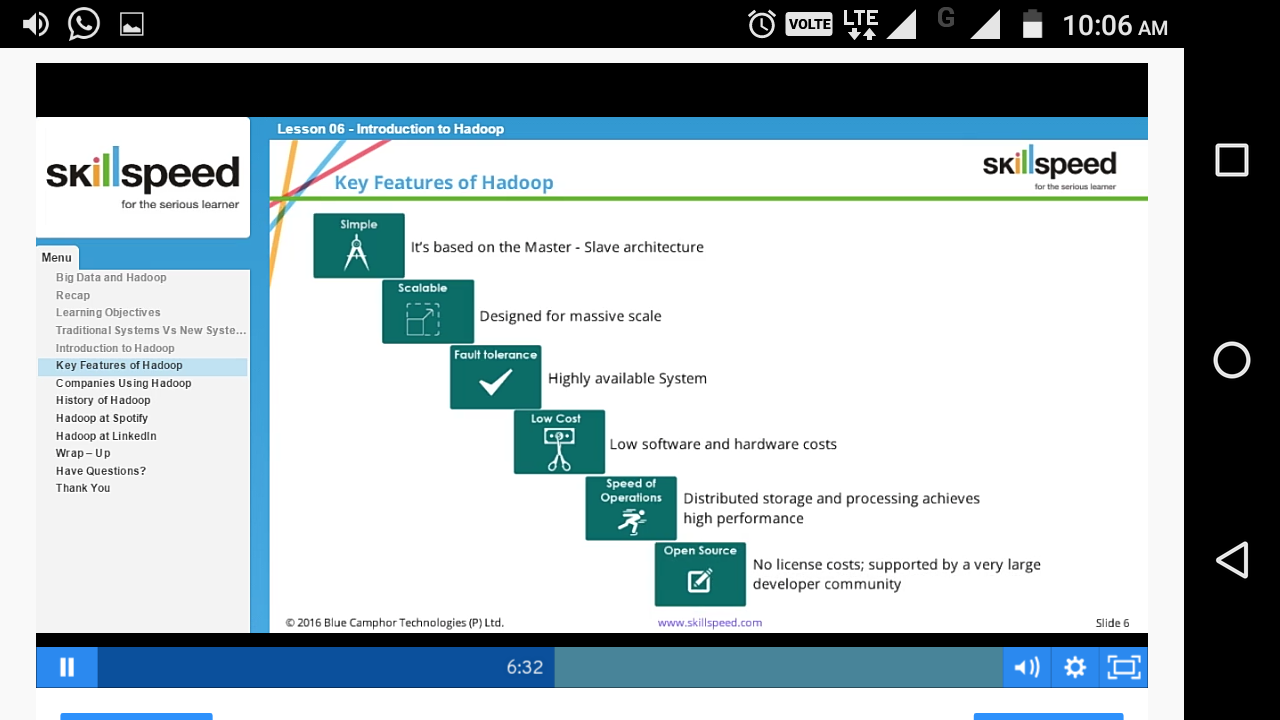 VOLTE LTE G 10:06 AM
Lesson 06 - Introduction to Hadoop
skillspeed
for the serious learner
Menu
Big Data and Hadoop
Recap
Learning Objectives
Traditional Systems Vs New Syste...
Introduction to Hadoop
Key Features of Hadoop
Companies Using Hadoop
History of Hadoop
Hadoop at Spotify
Hadoop at LinkedIn
Wrap – Up
Have Questions?
Thank You
Key Features of Hadoop
skillspeed
for the serious learner
Simple
It's based on the Master - Slave architecture
Scalable
Designed for massive scale
Fault tolerance
Highly available System
Low Cost
Low software and hardware costs
Speed of
Operations
Distributed storage and processing achieves
high performance
Open Source
No license costs; supported by a very large
developer community
© 2016 Blue Camphor Technologies (P) Ltd.
www.skillspeed.com
Slide 6
6:32